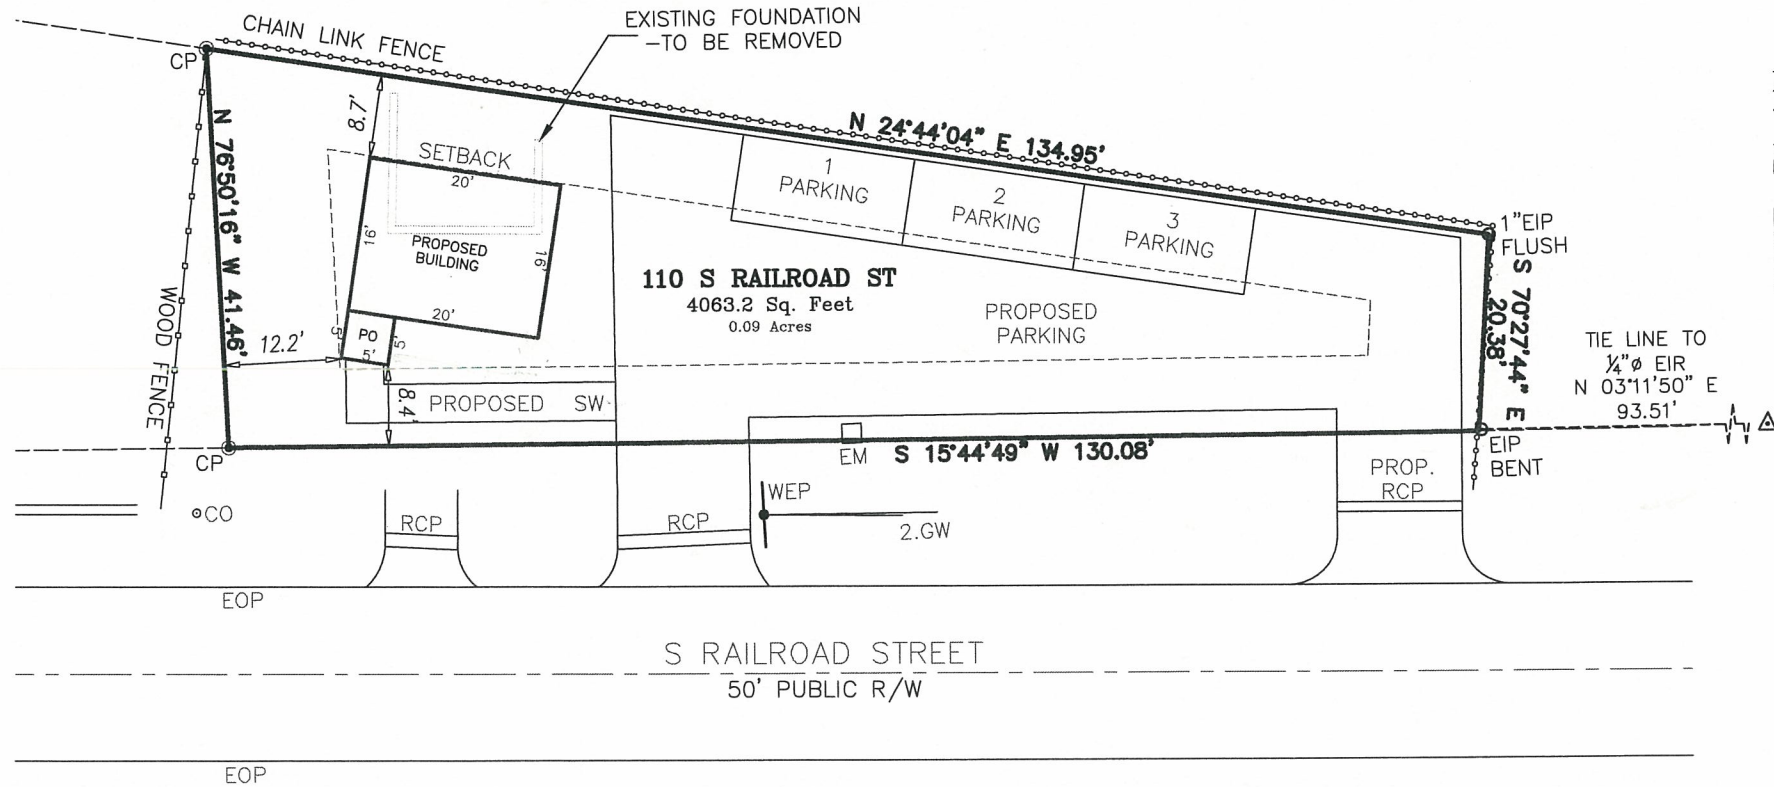 EXISTING FOUNDATION
-TO BE REMOVED
CHAIN LINK FENCE
CP
8.7'
N 24°44'04" E 134.95'
N 76°50'16" W 41.46'
SETBACK
20'
16'
PROPOSED
BUILDING
16'
20'
1
PARKING
2
PARKING
3
PARKING
1"EIP
FLUSH
S 70°27'44" E
20.38'
110 S RAILROAD ST
4063.2 Sq. Feet
0.09 Acres
PROPOSED
PARKING
WOOD FENCE
12.2'
5'
PO
5'
5'
8.4'
PROPOSED SW
TIE LINE TO
¼"ø EIR
N 03°11'50" E
93.51'
CP
EM
S 15°44'49" W 130.08'
EIP
BENT
PROP.
RCP
CO
RCP
RCP
WEP
2.GW
EOP
S RAILROAD STREET
50' PUBLIC R/W
EOP